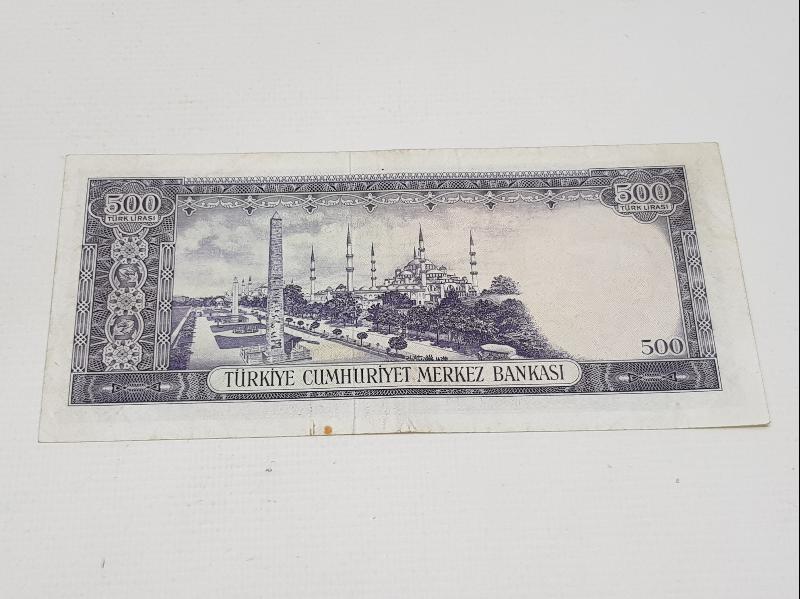 500
TÜRK LİRASI
500
TÜRK LİRASI
500
TÜRKİYE CUMHURİYET MERKEZ BANKASI